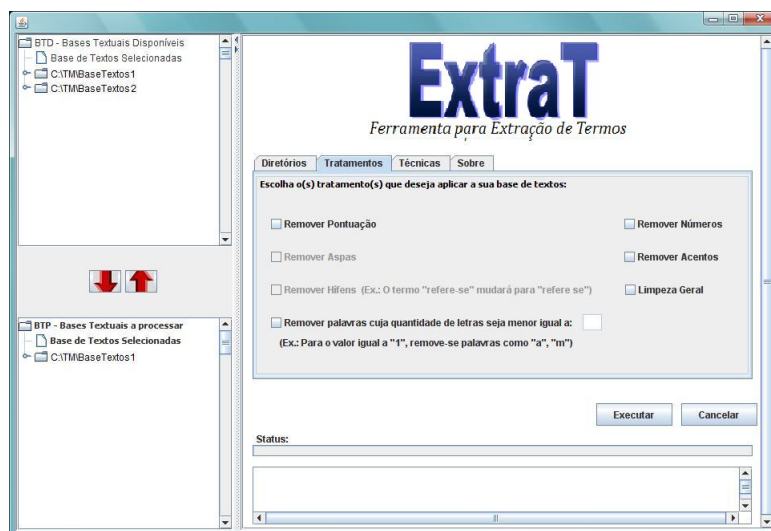 BTD - Bases Textuais Disponíveis
Base de Textos Selecionadas
C:\TM\BaseTextos1
C:\TM\BaseTextos2
BTP - Bases Textuais a processar
Base de Textos Selecionadas
C:\TM\BaseTextos1
ExtraT
Ferramenta para Extração de Termos
Diretórios Tratamentos Técnicas Sobre
Escolha o(s) tratamento(s) que deseja aplicar a sua base de textos:
Remover Pontuação Remover Números
Remover Aspas Remover Acentos
Remover Hífens (Ex.: O termo "refere-se" mudará para "refere se") Limpeza Geral
Remover palavras cuja quantidade de letras seja menor igual a:
(Ex.: Para o valor igual a "1", remove-se palavras como "a", "m")
Executar Cancelar
Status: